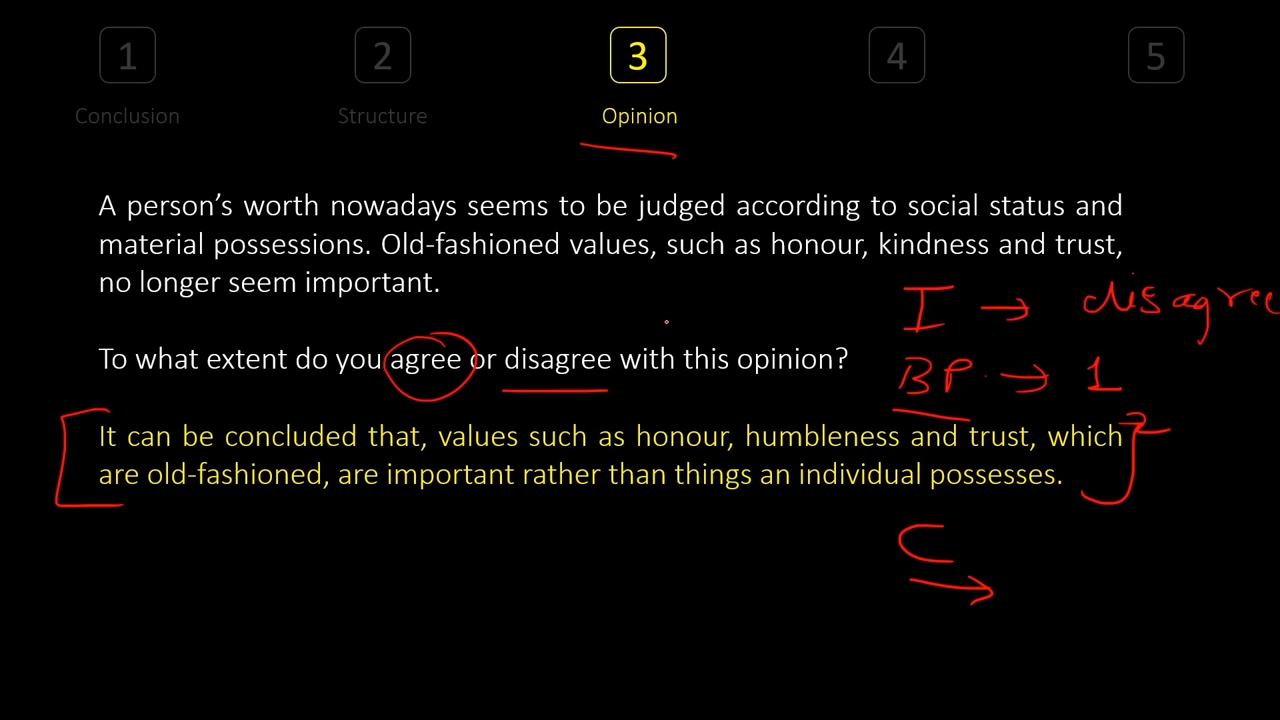 1 2 3 4 5
Conclusion Structure Opinion
A person's worth nowadays seems to be judged according to social status and
material possessions. Old-fashioned values, such as honour, kindness and trust,
no longer seem important.
I → disagree
To what extent do you agree or disagree with this opinion?
BP → 1
2
It can be concluded that, values such as honour, humbleness and trust, which
are old-fashioned, are important rather than things an individual possesses.
C →